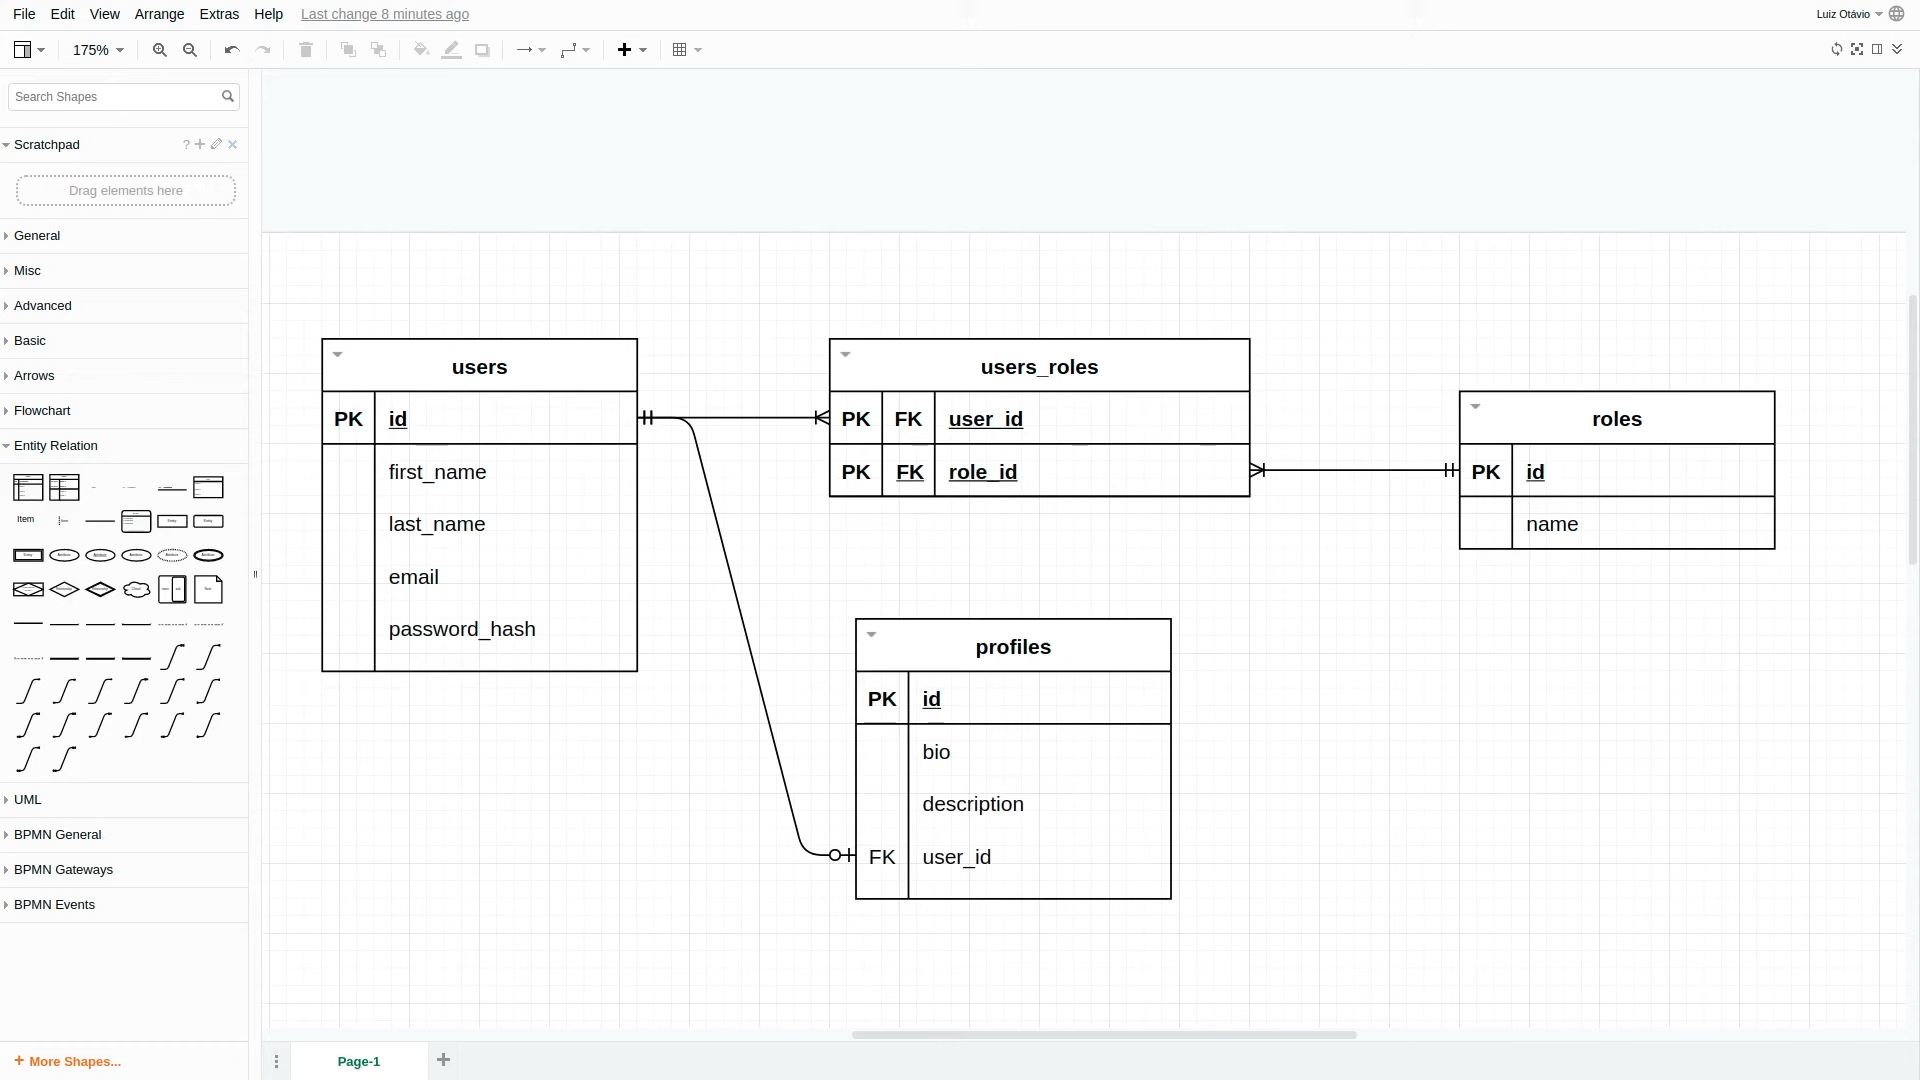 File Edit View Arrange Extras Help Last change 8 minutes ago Luiz Otávio
175%
Search Shapes
Scratchpad ?
Drag elements here
General
Misc
Advanced
Basic
Arrows
Flowchart
Entity Relation
Item
UML
BPMN General
BPMN Gateways
BPMN Events
+ More Shapes...
users
PK id
first_name
last_name
email
password_hash
users_roles
PK FK user_id
PK FK role_id
roles
PK id
name
profiles
PK id
bio
description
FK user_id
Page-1